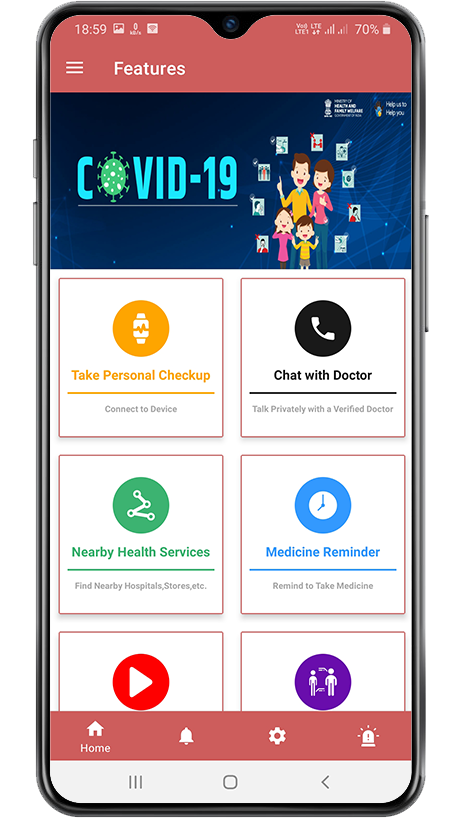 18:59
0
KB/s
Vo)) LTE
LTE1
70%
Features
MINISTRY OF
HEALTH AND
FAMILY WELFARE
GOVERNMENT OF INDIA
Help us to
Help you
COVID-19
Take Personal Checkup
Connect to Device
Chat with Doctor
Talk Privately with a Verified Doctor
Nearby Health Services
Find Nearby Hospitals,Stores,etc.
Medicine Reminder
Remind to Take Medicine
Home